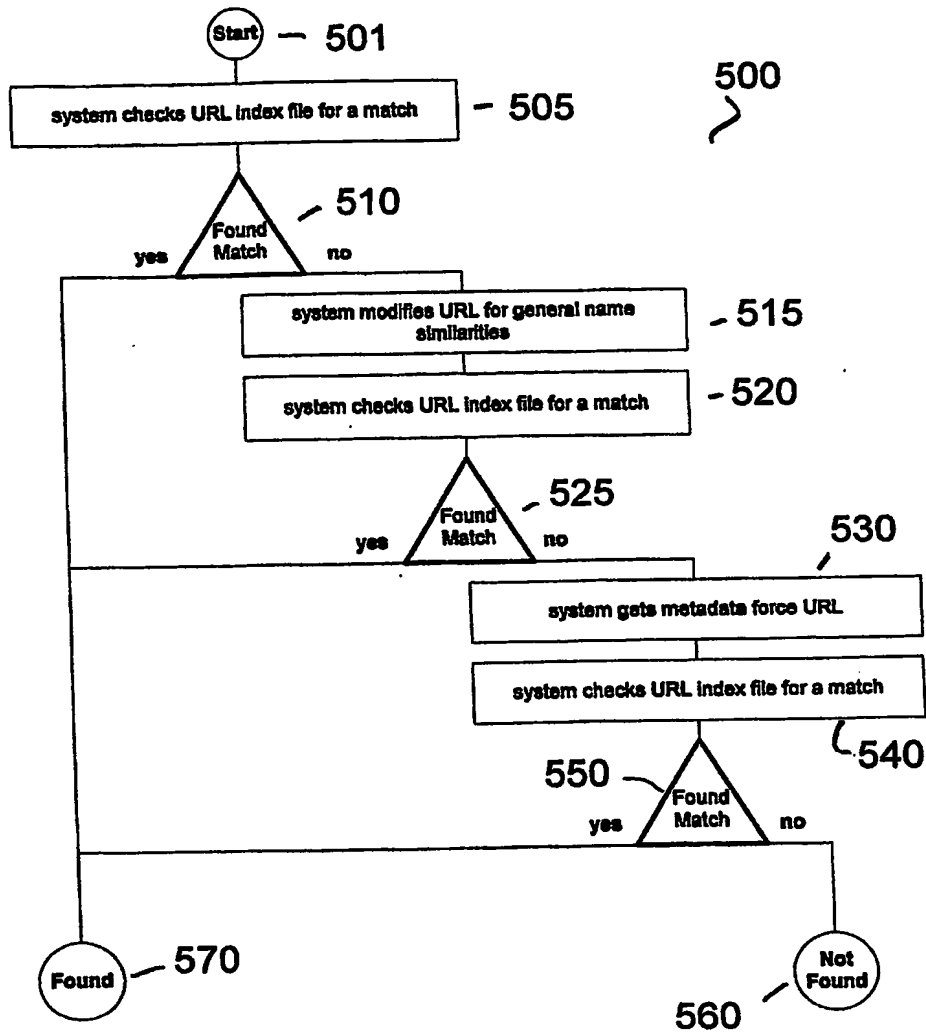 Start
501
500
system checks URL index file for a match
505
510
Found
Match
yes
no
system modifies URL for general name
similarities
515
system checks URL index file for a match
520
525
Found
Match
yes
no
530
system gets metadata force URL
system checks URL index file for a match
540
550
Found
Match
yes
no
Found
570
Not
Found
560